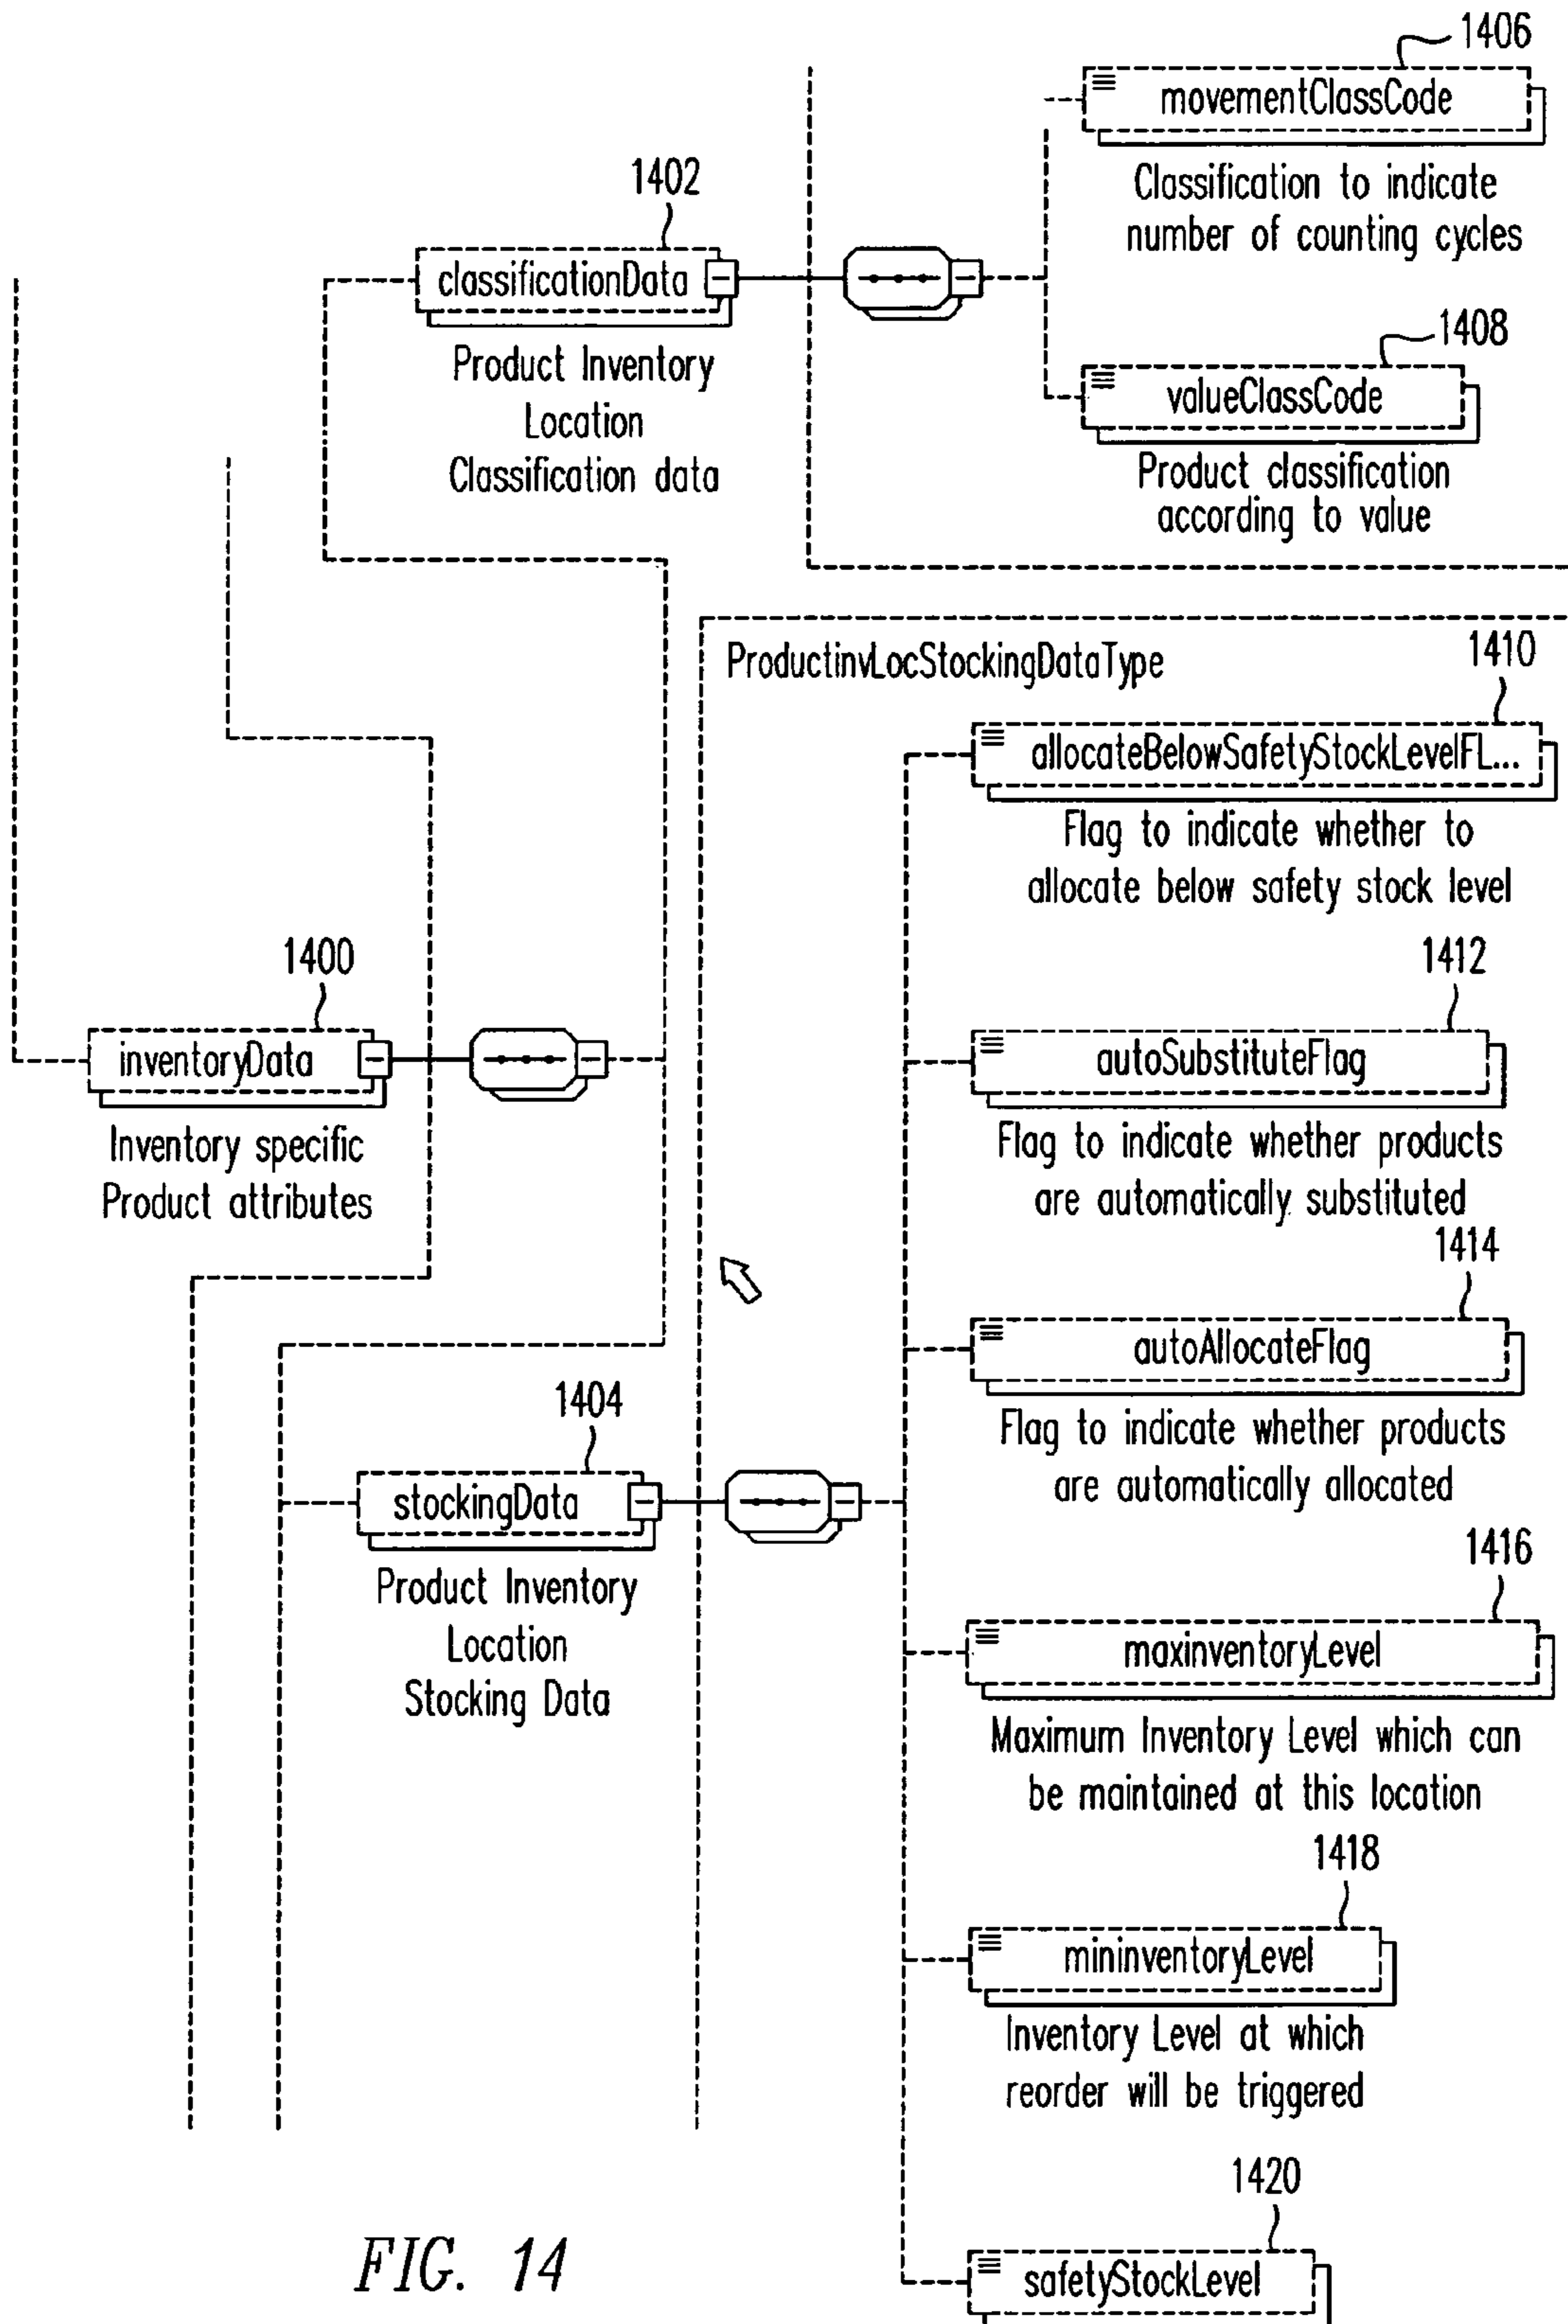 1406
movementClassCode
Classification to indicate
number of counting cycles
1402
classificationData
Product Inventory
Location
Classification data
1408
valueClassCode
Product classification
according to value
ProductinvLocStockingDataType
1410
allocateBelowSafetyStockLevelFL...
Flag to indicate whether to
allocate below safety stock level
1400
inventoryData
Inventory specific
Product attributes
1412
autoSubstituteFlag
Flag to indicate whether products
are automatically substituted
1414
autoAllocateFlag
Flag to indicate whether products
are automatically allocated
1404
stockingData
Product Inventory
Location
Stocking Data
1416
maxinventoryLevel
Maximum Inventory Level which can
be maintained at this location
1418
mininventoryLevel
Inventory Level at which
reorder will be triggered
1420
safetyStockLevel
FIG. 14